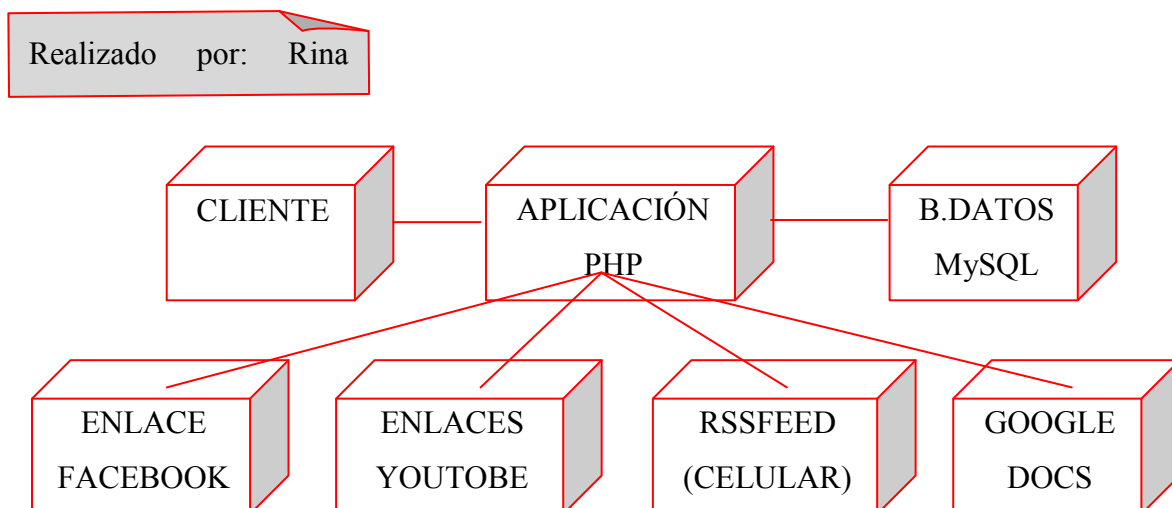 Realizado por: Rina
CLIENTE
APLICACIÓN
PHP
B.DATOS
MySQL
ENLACE
FACEBOOK
ENLACES
YOUTOBE
RSSFEED
(CELULAR)
GOOGLE
DOCS